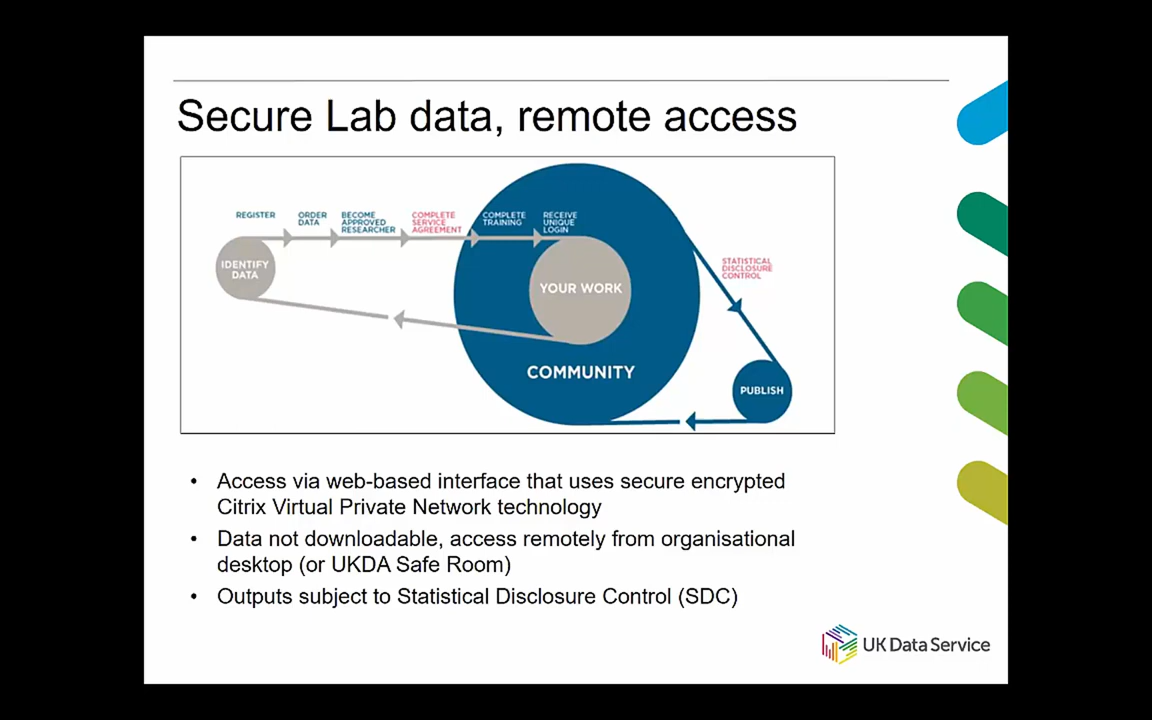 Secure Lab data, remote access
REGISTER
ORDER
DATA
BECOME
APPROVED
RESEARCHER
COMPLETE
SERVICE
AGREEMENT
COMPLETE
TRAINING
RECEIVE
UNIQUE
LOGIN
IDENTIFY
DATA
YOUR WORK
STATISTICAL
DISCLOSURE
CONTROL
COMMUNITY
PUBLISH
• Access via web-based interface that uses secure encrypted
Citrix Virtual Private Network technology
• Data not downloadable, access remotely from organisational
desktop (or UKDA Safe Room)
• Outputs subject to Statistical Disclosure Control (SDC)
UK Data Service